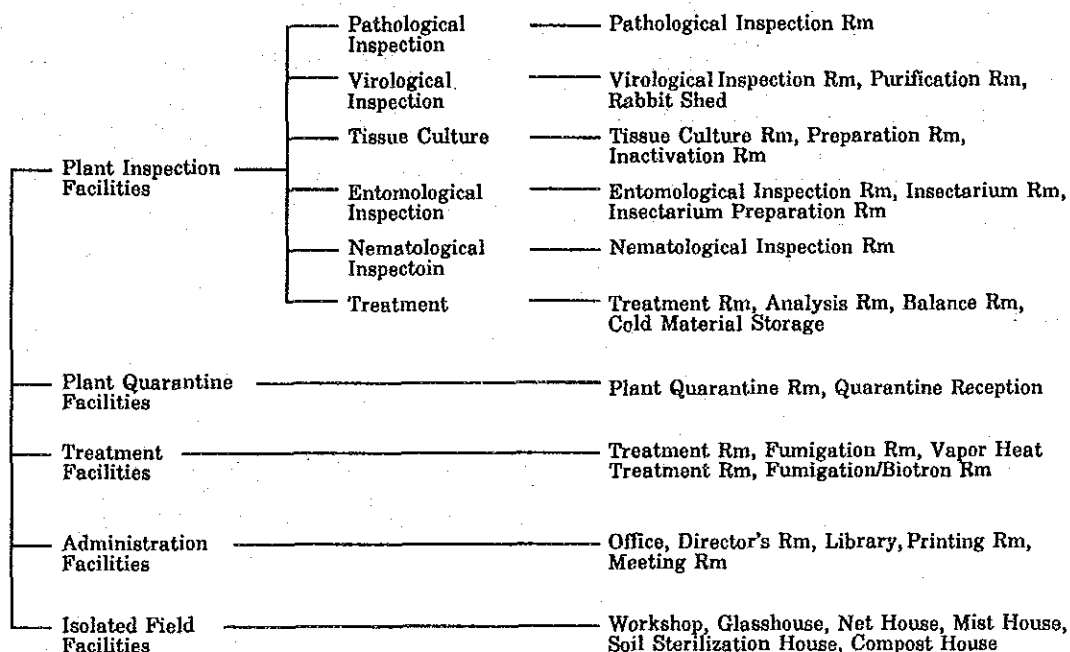 Pathological Inspection Rm
Pathological
Inspection
Virological Inspection Rm, Purification Rm,
Virological
Inspection
Rabbit Shed
Tissue Culture
Tissue Culture Rm, Preparation Rm,
Inactivation Rm
Plant Inspection
Facilities
Entomological
Inspection
Entomological Inspection Rm, Insectarium Rm,
Insectarium Preparation Rm
Nematological
Inspectoin
Nematological Inspection Rm
Treatment
Treatment Rm, Analysis Rm, Balance Rm,
Cold Material Storage
Plant Quarantine
Facilities
Plant Quarantine Rm, Quarantine Reception
Treatment
Facilities
Treatment Rm, Fumigation Rm, Vapor Heat
Treatment Rm, Fumigation/Biotron Rm
Administration
Facilities
Office, Director's Rm, Library, Printing Rm,
Meeting Rm
Isolated Field
Facilities
Workshop, Glasshouse, Net House, Mist House,
Soil Sterilization House, Compost House